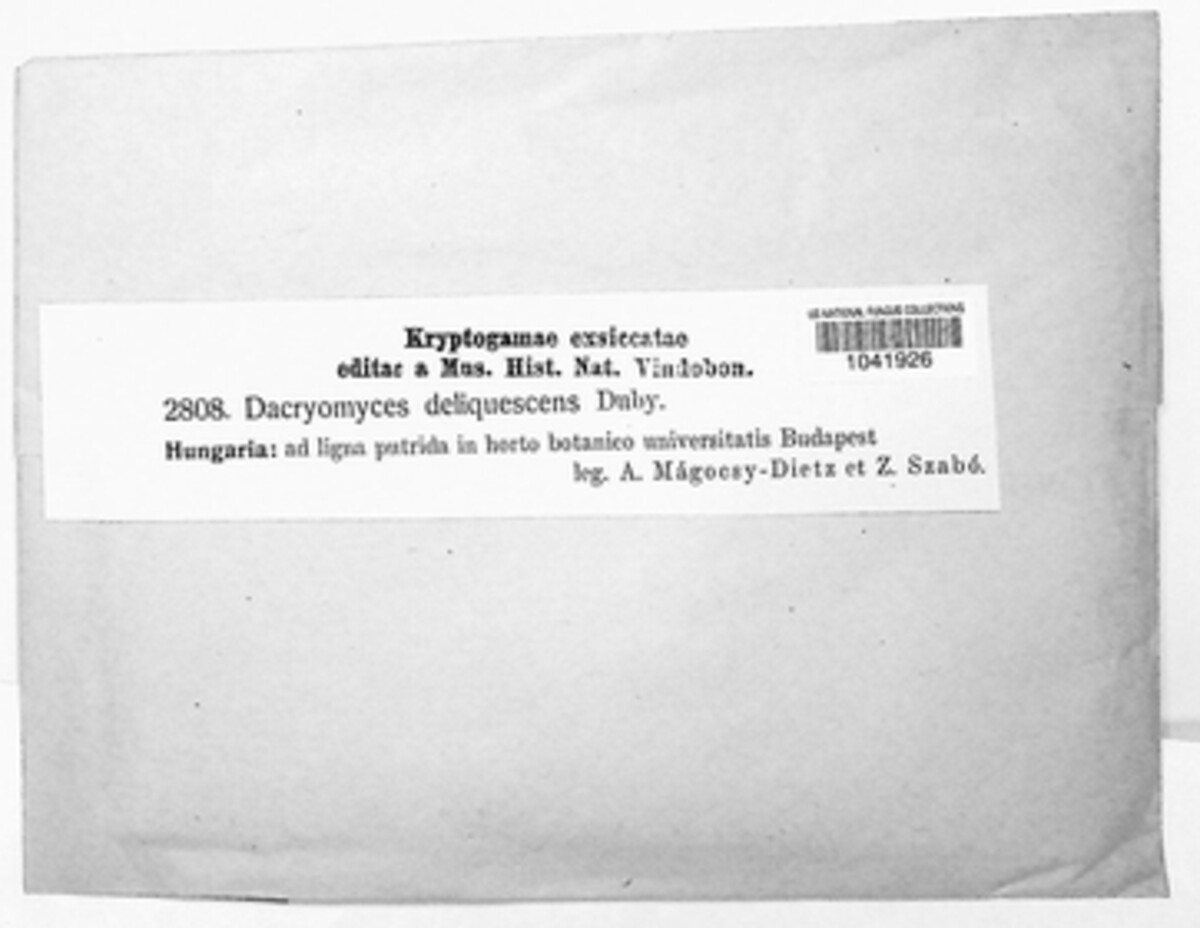 Kryptogamae exsiccatae
editae a Mus. Hist. Nat. Vindobon.
US NATIONAL FUNGUS COLLECTIONS
1041926
2808. Dacryomyces deliquescens Duby.
Hungaria: ad ligna putrida in horto botanico universitatis Budapest
leg. A. Mágocsy-Dietz et Z. Szabó.